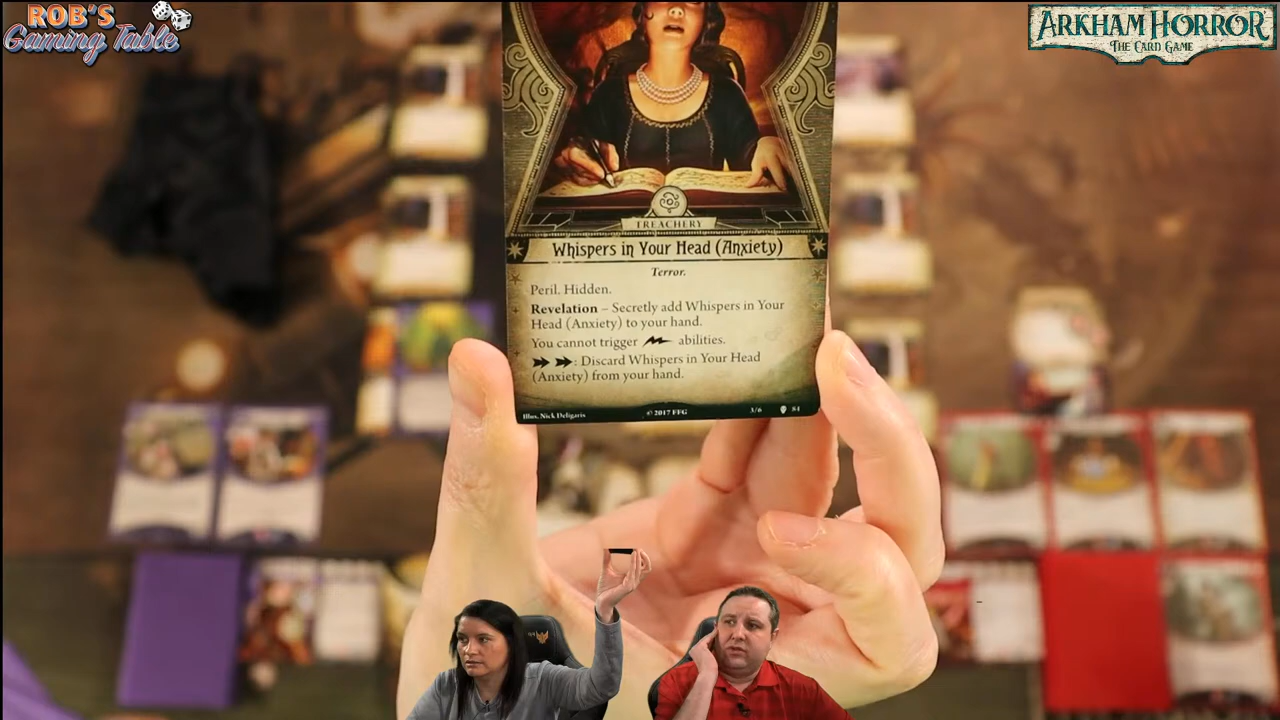 ROB'S
Gaming Table
ARKHAM HORROR
THE CARD GAME
TREACHERY
Whispers in Your Head (Anxiety)
Terror.
Peril. Hidden.
Revelation – Secretly add Whispers in Your
Head (Anxiety) to your hand.
You cannot trigger abilities.
: Discard Whispers in Your Head
(Anxiety) from your hand.
Illus. Nick Deligaris
© 2017 FFG
3/6
84